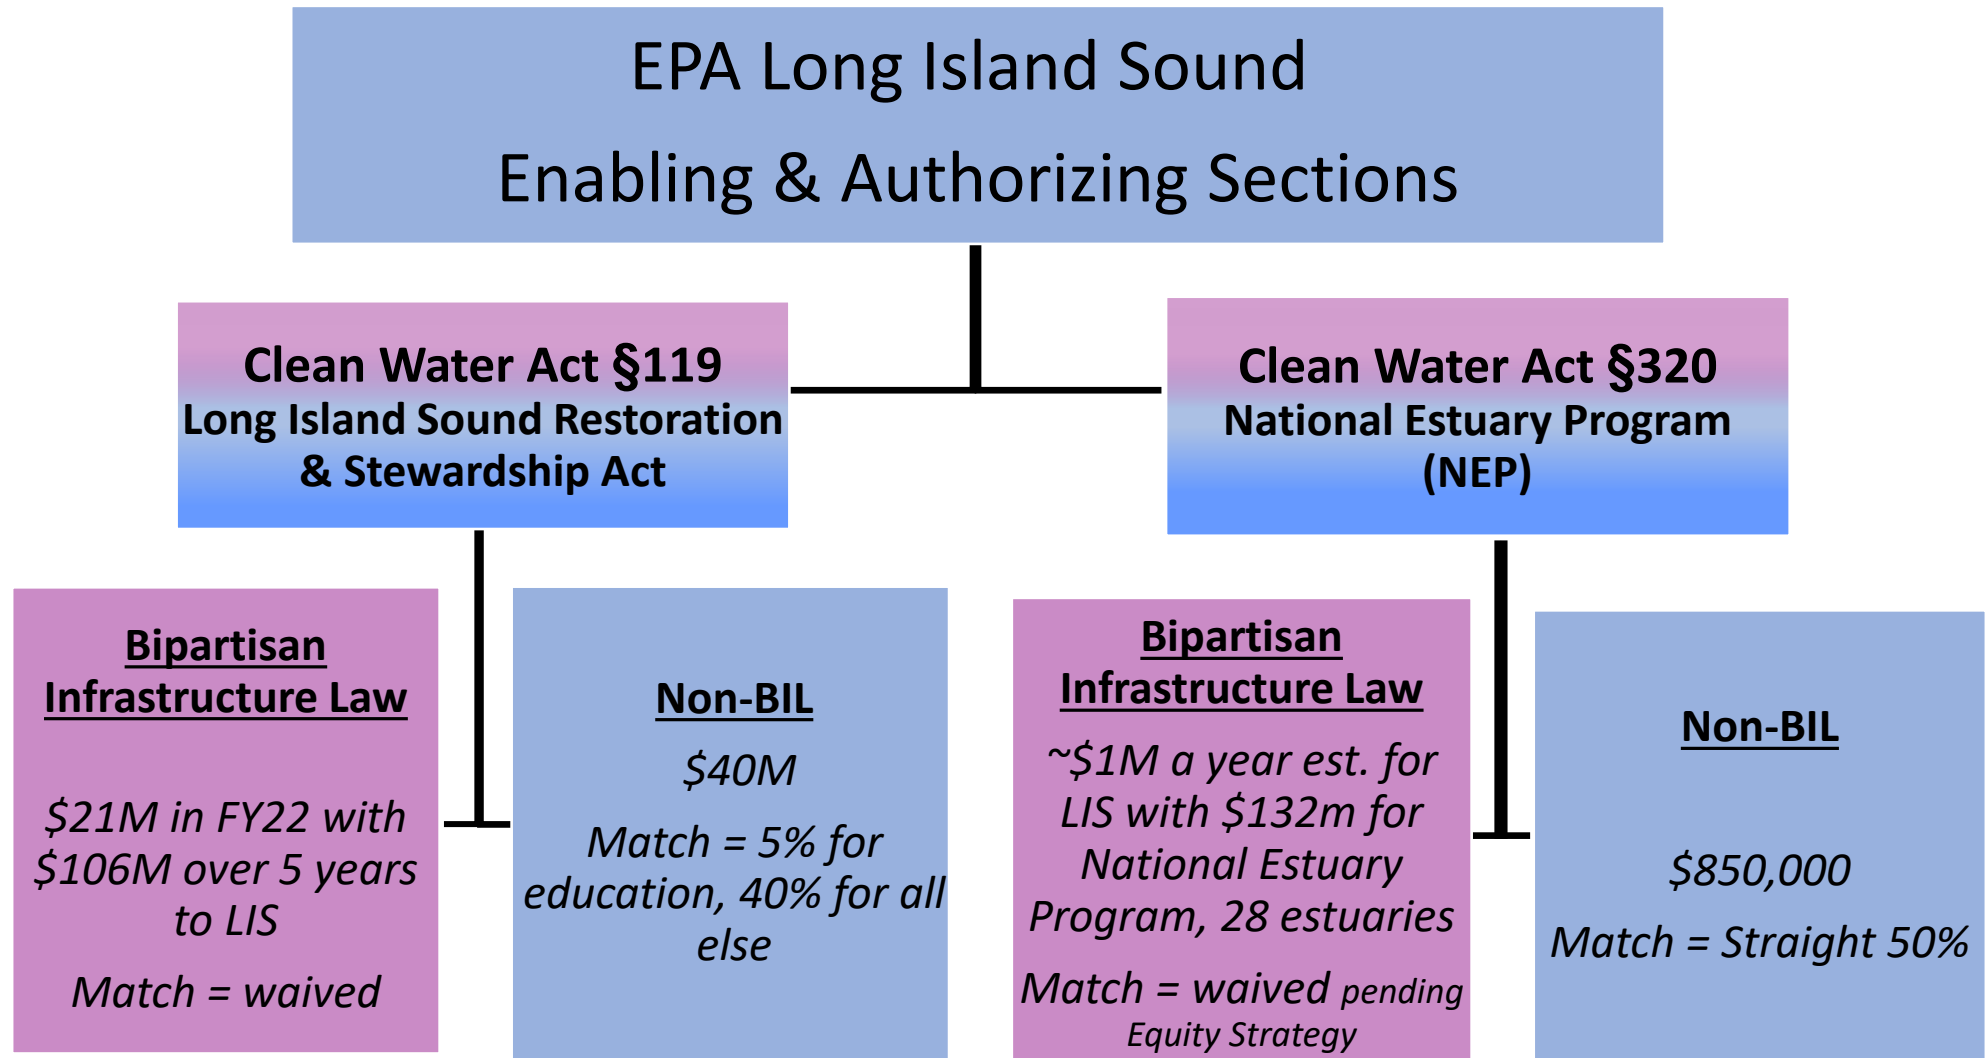 EPA Long Island Sound
Enabling & Authorizing Sections
Clean Water Act §119
Long Island Sound Restoration
& Stewardship Act
Clean Water Act §320
National Estuary Program
(NEP)
Bipartisan
Infrastructure Law
$21M in FY22 with
$106M over 5 years
to LIS
Match = waived
Non-BIL
$40M
Match = 5% for
education, 40% for all
else
Bipartisan
Infrastructure Law
~$1M a year est. for
LIS with $132m for
National Estuary
Program, 28 estuaries
Match = waived pending
Equity Strategy
Non-BIL
$850,000
Match = Straight 50%